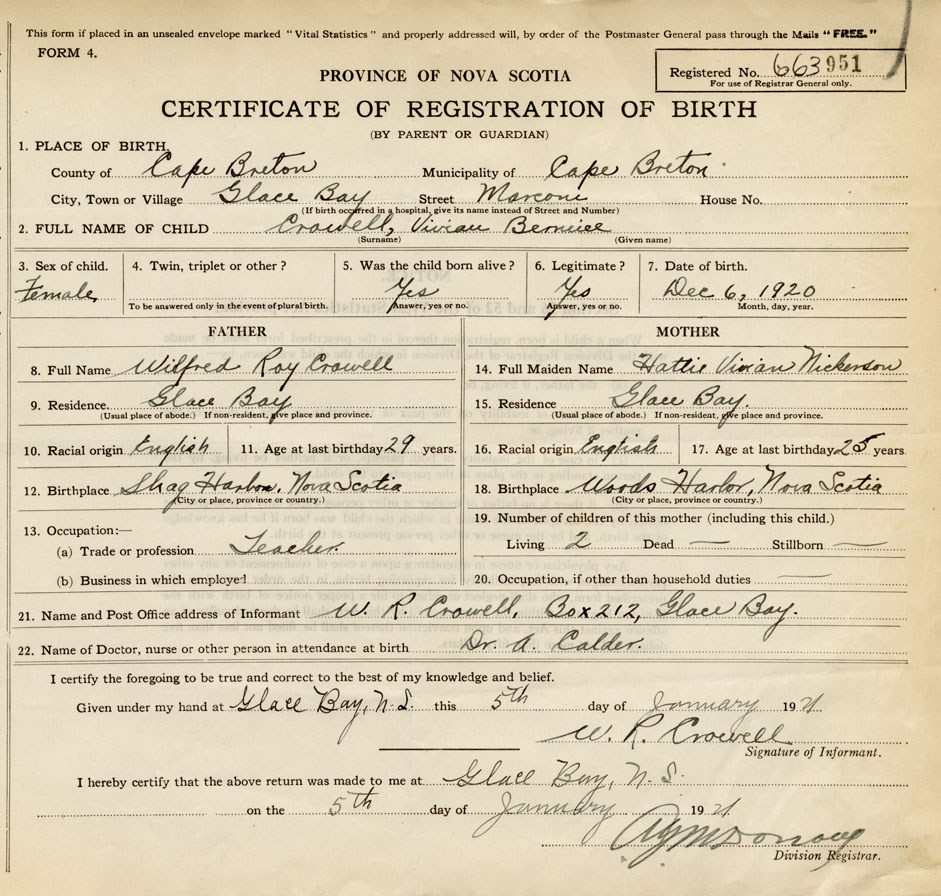 This form if placed in an unsealed envelope marked "Vital Statistics" and properly addressed will, by order of the Postmaster General pass through the Mails "FREE."
FORM 4.
Registered No. 663951
For use of Registrar General only.
PROVINCE OF NOVA SCOTIA
CERTIFICATE OF REGISTRATION OF BIRTH
(BY PARENT OR GUARDIAN)
1. PLACE OF BIRTH,
County of Cape Breton Municipality of Cape Breton
City, Town or Village Glace Bay Street Marconi House No.
(If birth occurred in a hospital, give its name instead of Street and Number)
2. FULL NAME OF CHILD Crowell, Vivian Bernice
(Surname) (Given name)
3. Sex of child. 4. Twin, triplet or other? 5. Was the child born alive? 6. Legitimate? 7. Date of birth.
Female Yes Yes Dec 6, 1920
To be answered only in the event of plural birth. Answer, yes or no. Answer, yes or no. Month, day, year.
FATHER MOTHER
8. Full Name Wilfred Roy Crowell 14. Full Maiden Name Hattie Vivian Nickerson
9. Residence. Glace Bay 15. Residence Glace Bay.
(Usual place of abode.) If non-resident, give place and province. (Usual place of abode.) If non-resident, give place and province.
10. Racial origin English 11. Age at last birthday 29 years. 16. Racial origin English 17. Age at last birthday 25 years.
12. Birthplace Shag Harbor, Nova Scotia 18. Birthplace Woods Harbor, Nova Scotia
(City or place, province or country.) (City or place, province or country.)
13. Occupation:— 19. Number of children of this mother (including this child.)
(a) Trade or profession Teacher. Living 2 Dead — Stillborn —
(b) Business in which employed 20. Occupation, if other than household duties —
21. Name and Post Office address of Informant W. R. Crowell, Box 212, Glace Bay.
22. Name of Doctor, nurse or other person in attendance at birth Dr. A. Calder.
I certify the foregoing to be true and correct to the best of my knowledge and belief.
Given under my hand at Glace Bay, N.S. this 5th day of January 1921
W. R. Crowell
Signature of Informant.
I hereby certify that the above return was made to me at Glace Bay, N.S.
on the 5th day of January 1921
Division Registrar.